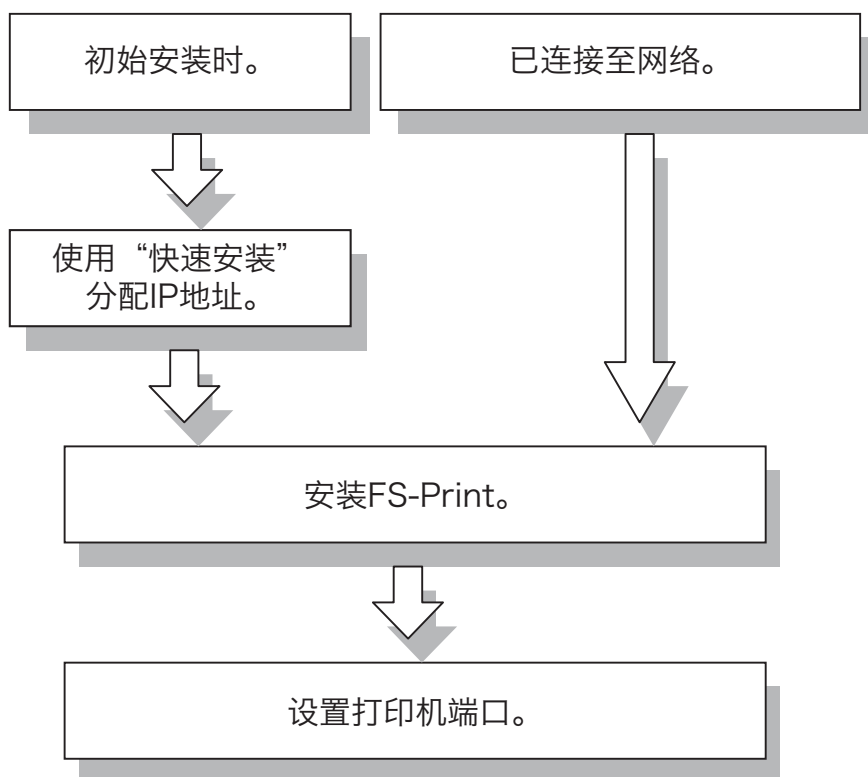 初始安装时。
已连接至网络。
使用“快速安装”
分配IP地址。
安装FS-Print。
设置打印机端口。